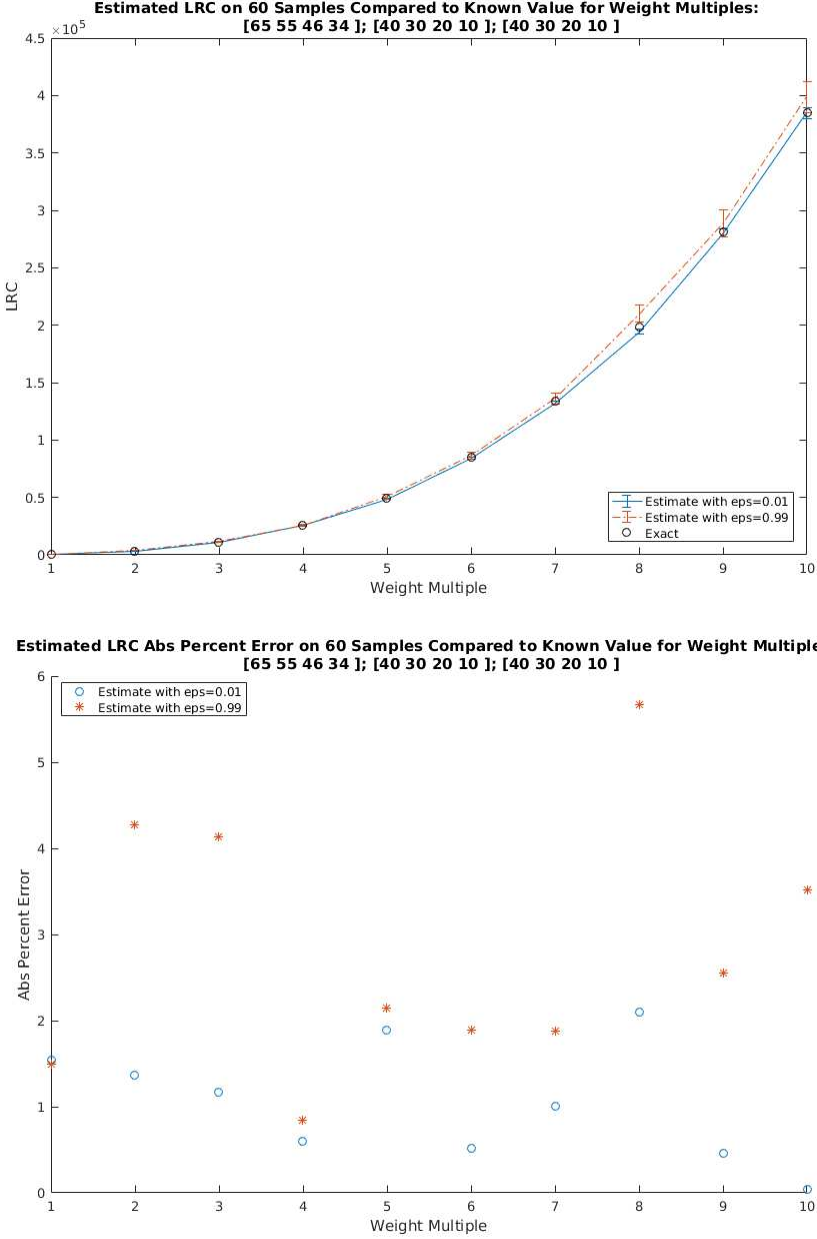 Estimated LRC on 60 Samples Compared to Known Value for Weight Multiples:
[65 55 46 34 ]; [40 30 20 10 ]; [40 30 20 10 ]
×10^5
4.5
4
3.5
3
2.5
2
1.5
1
0.5
0
LRC
Estimate with eps=0.01
Estimate with eps=0.99
Exact
1 2 3 4 5 6 7 8 9 10
Weight Multiple
Estimated LRC Abs Percent Error on 60 Samples Compared to Known Value for Weight Multiple
[65 55 46 34 ]; [40 30 20 10 ]; [40 30 20 10 ]
Estimate with eps=0.01
Estimate with eps=0.99
6
5
4
3
2
1
0
Abs Percent Error
1 2 3 4 5 6 7 8 9 10
Weight Multiple